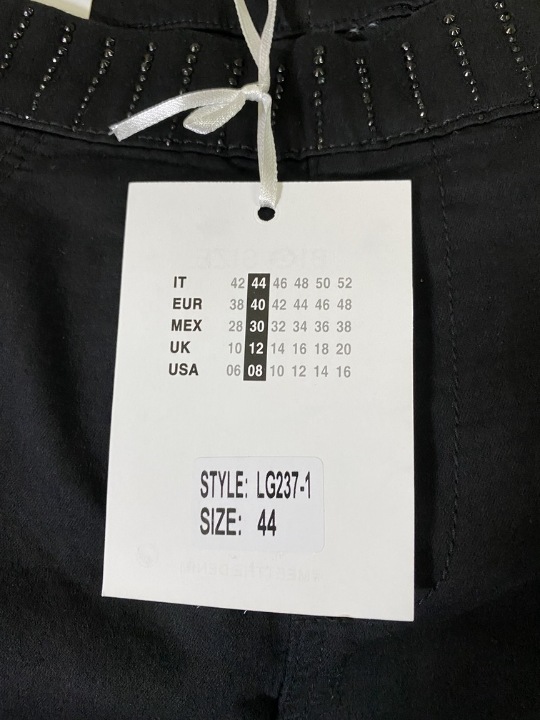 IT 42 44 46 48 50 52
EUR 38 40 42 44 46 48
MEX 28 30 32 34 36 38
UK 10 12 14 16 18 20
USA 06 08 10 12 14 16
STYLE: LG237-1
SIZE: 44